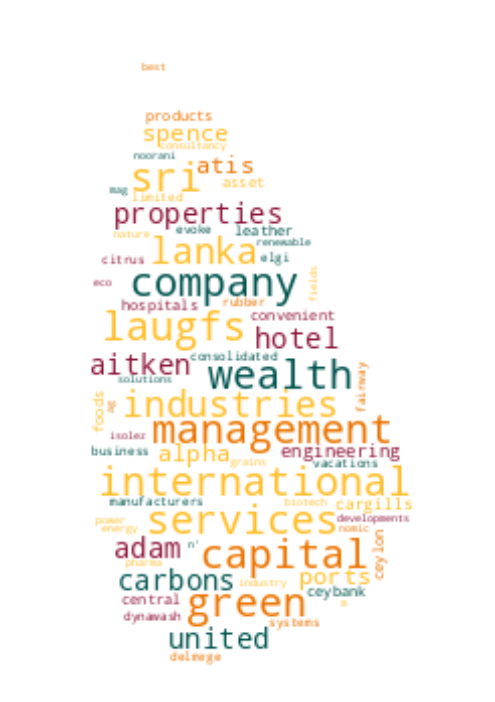 best
products
spence
consultancy
noorani
atis
sri
asset
mag
limited
properties
nature
evoke
leather
renewable
lanka
citrus
elgi
eco
company
fields
hospitals
rubber
convenient
laugfs
hotel
consolidated
aitken
wealth
solutions
fairway
foods
ag
industries
isolez
management
business
alpha
engineering
grains
vacations
international
manufacturers
biotech
cargills
power
services
developments
energy
nomic
adam
n'
capital
ceylon
pharma
carbons
industry
ports
ceybank
central
green
dynawash
systems
united
delmege